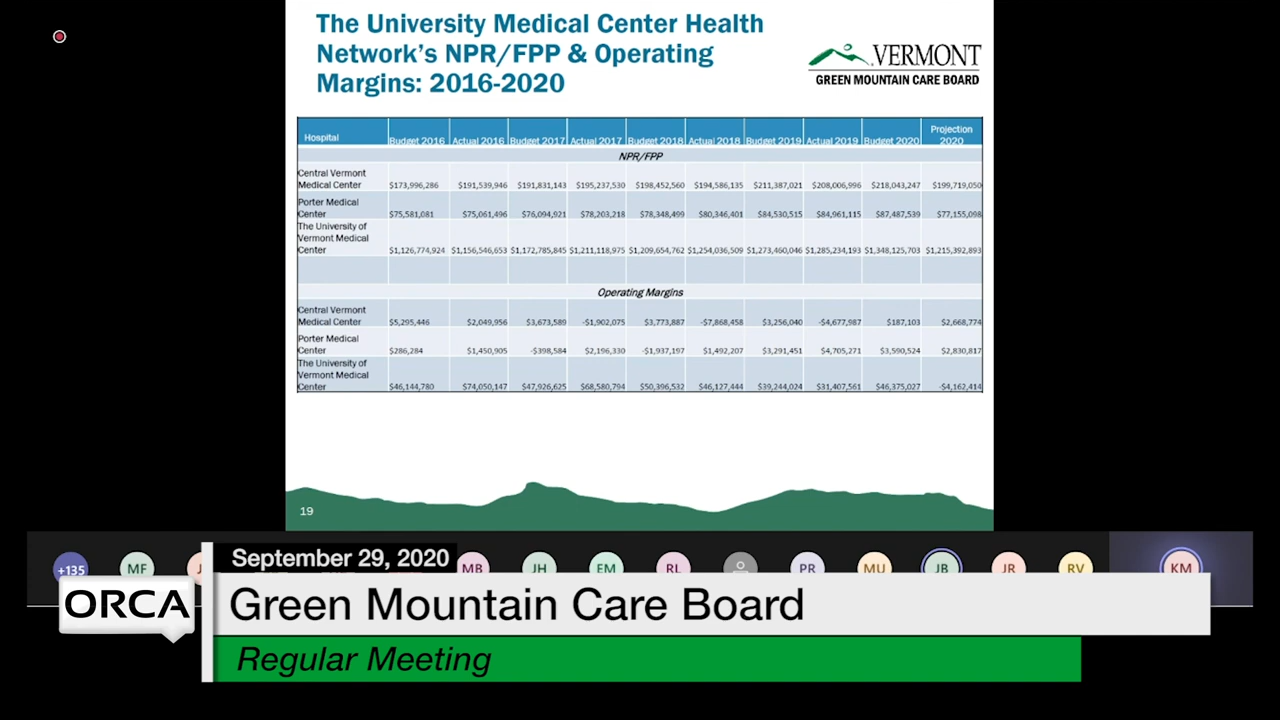 The University Medical Center Health
Network's NPR/FPP & Operating
Margins: 2016-2020
VERMONT
GREEN MOUNTAIN CARE BOARD
Hospital Budget 2016 Actual 2016 Budget 2017 Actual 2017 Budget 2018 Actual 2018 Budget 2019 Actual 2019 Budget 2020 Projection 2020
NPR/FPP
Central Vermont
Medical Center $173,996,286 $191,539,946 $191,831,143 $195,237,530 $198,452,560 $194,586,135 $211,387,021 $208,006,996 $218,043,247 $199,719,050
Porter Medical
Center $75,581,081 $75,061,496 $76,094,921 $78,203,218 $78,348,499 $80,346,401 $84,530,515 $84,961,115 $87,487,539 $77,155,098
The University of
Vermont Medical
Center $1,126,774,924 $1,156,546,653 $1,172,785,845 $1,211,118,975 $1,209,654,762 $1,254,036,509 $1,273,460,046 $1,285,234,193 $1,348,125,703 $1,215,392,893
Operating Margins
Central Vermont
Medical Center $5,295,446 $2,049,956 $3,673,589 -$1,902,075 $3,773,887 -$7,868,458 $3,256,040 -$4,677,987 $187,103 $2,668,774
Porter Medical
Center $286,284 $1,450,905 -$398,584 $2,196,330 -$1,937,197 $1,492,207 $3,291,451 $4,705,271 $3,590,524 $2,830,817
The University of
Vermont Medical
Center $46,144,780 $74,050,147 $47,926,625 $68,580,794 $50,396,532 $46,127,444 $39,244,024 $31,407,561 $46,375,027 -$4,162,414
19
+135 MF J MB JH EM RL PR MU JB JR RV KM
September 29, 2020
ORCA
Green Mountain Care Board
Regular Meeting